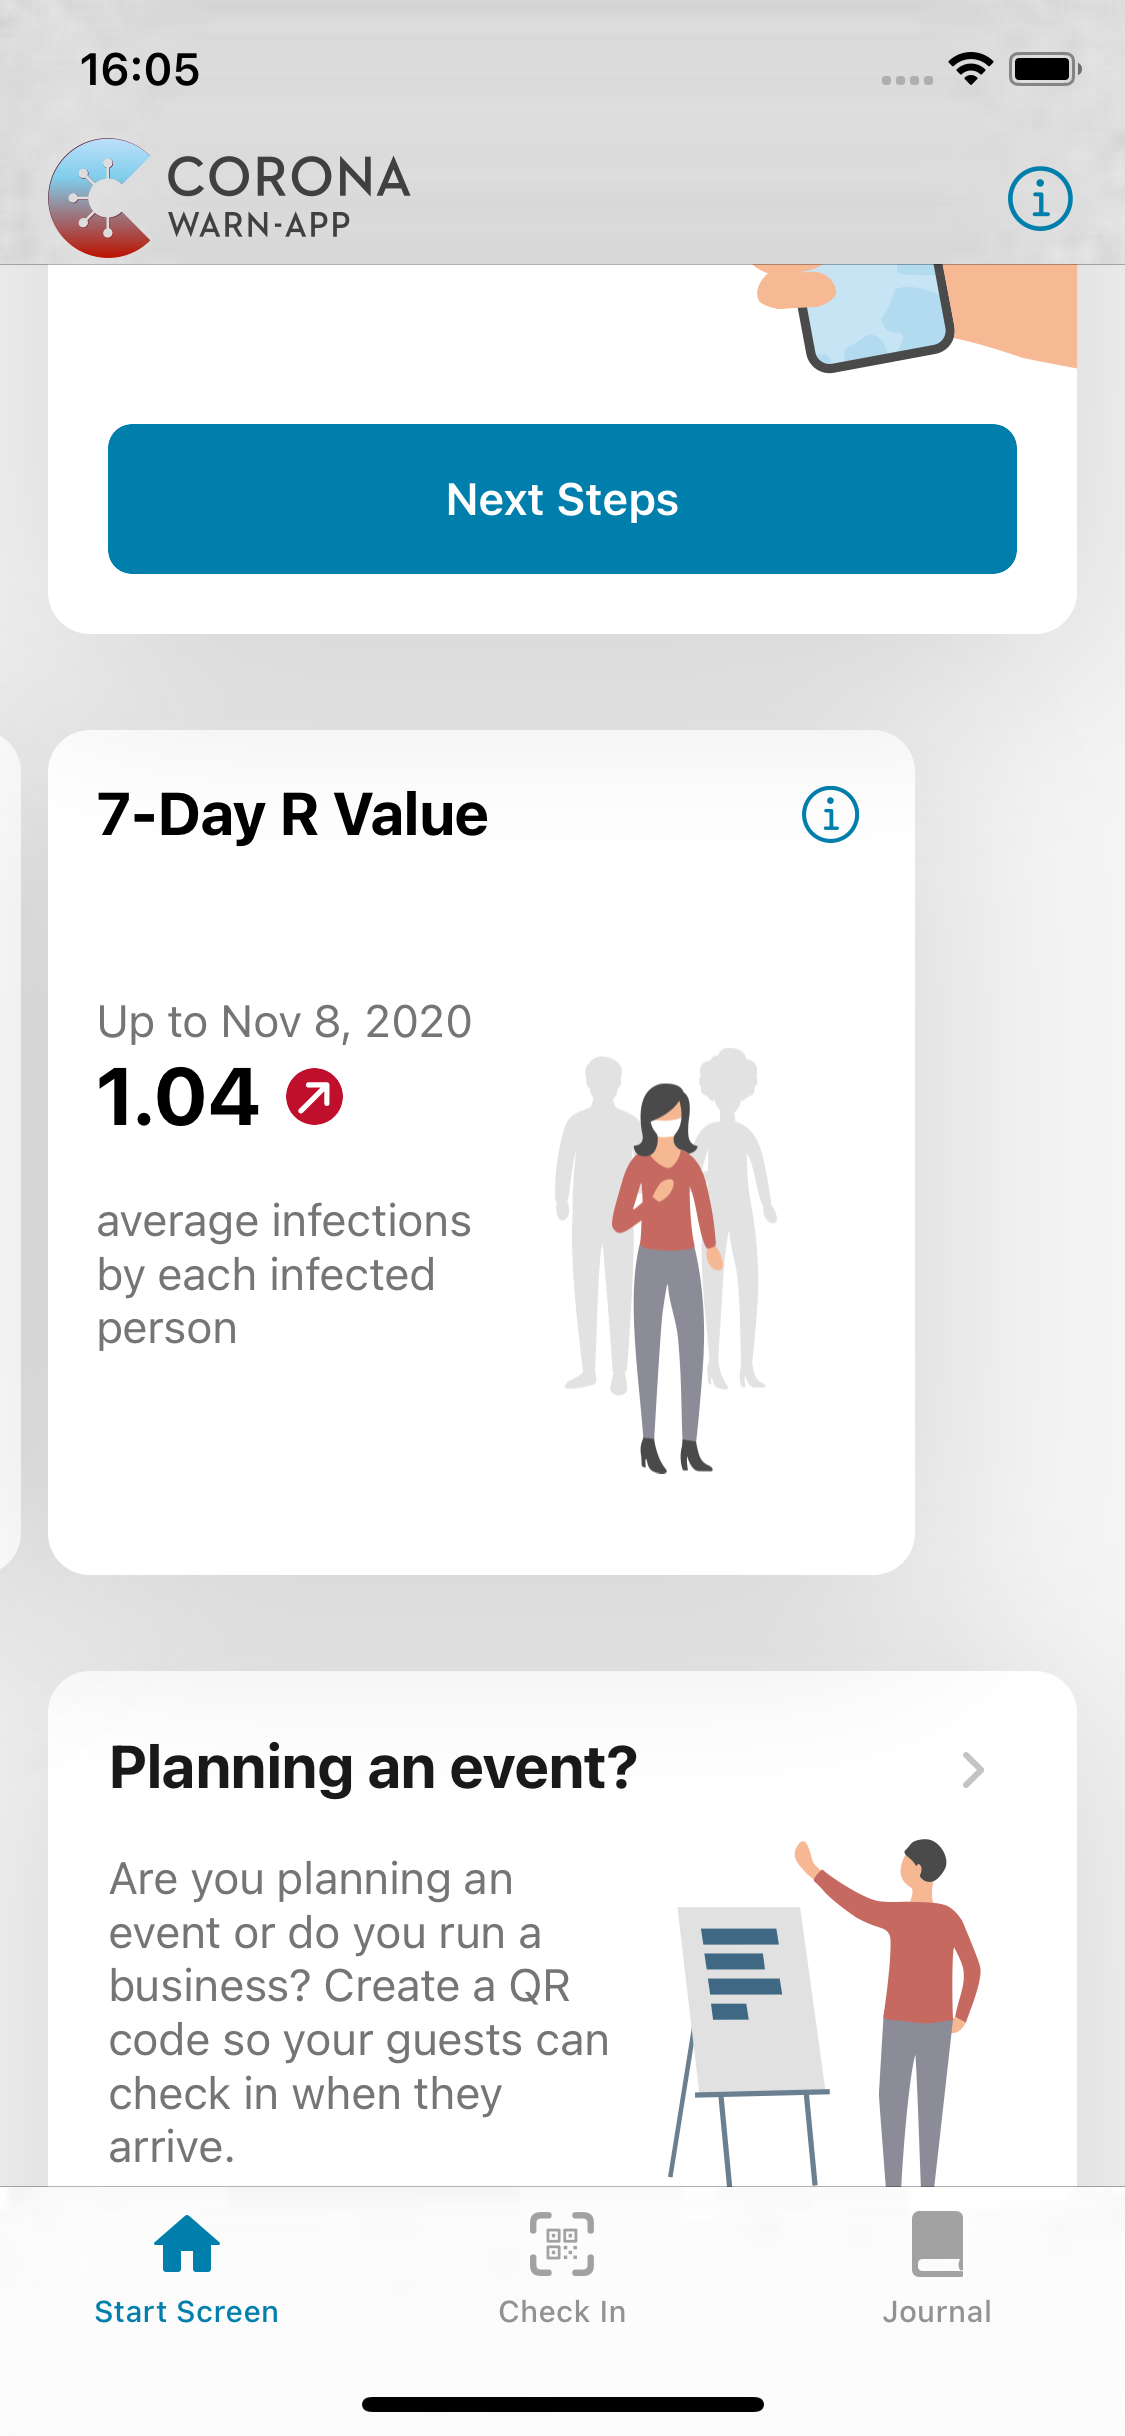 16:05
CORONA
WARN-APP
Next Steps
7-Day R Value
Up to Nov 8, 2020
1.04
average infections
by each infected
person
Planning an event?
Are you planning an
event or do you run a
business? Create a QR
code so your guests can
check in when they
arrive.
Start Screen
Check In
Journal